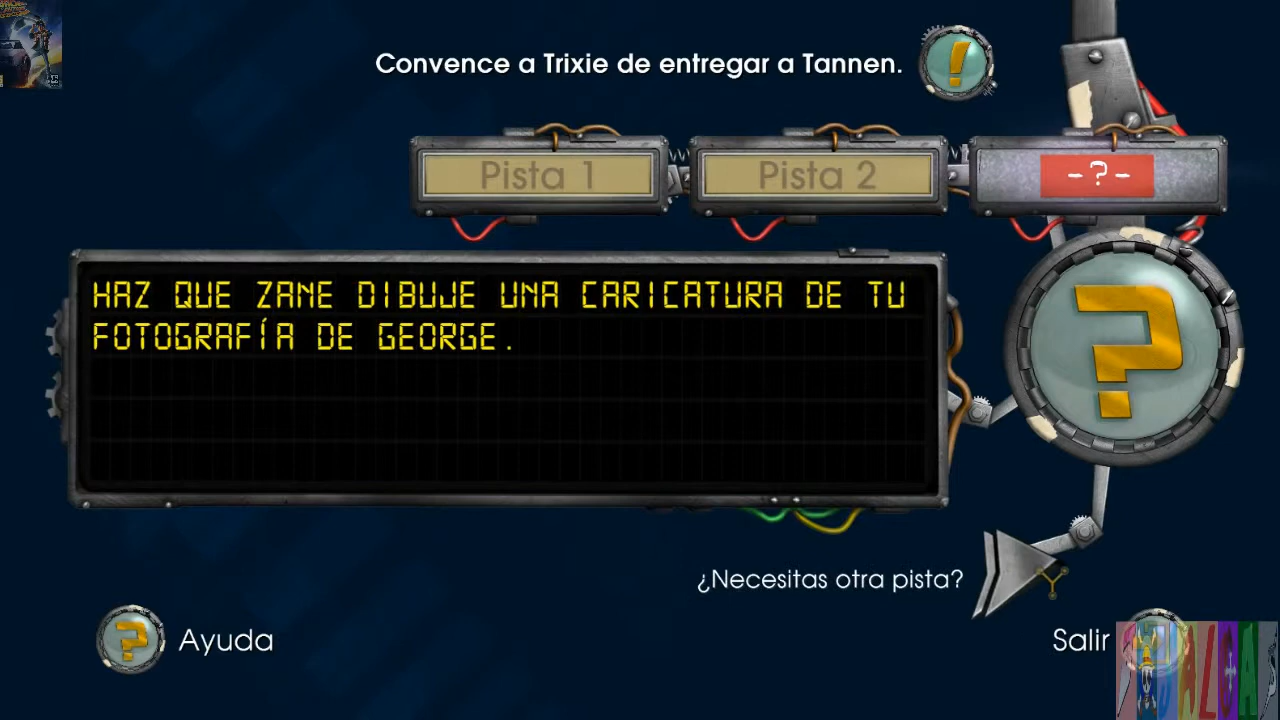 Convence a Trixie de entregar a Tannen.
Pista 1
Pista 2
-?-
HAZ QUE ZANE DIBUJE UNA CARICATURA DE TU
FOTOGRAFÍA DE GEORGE.
¿Necesitas otra pista?
Ayuda
Salir